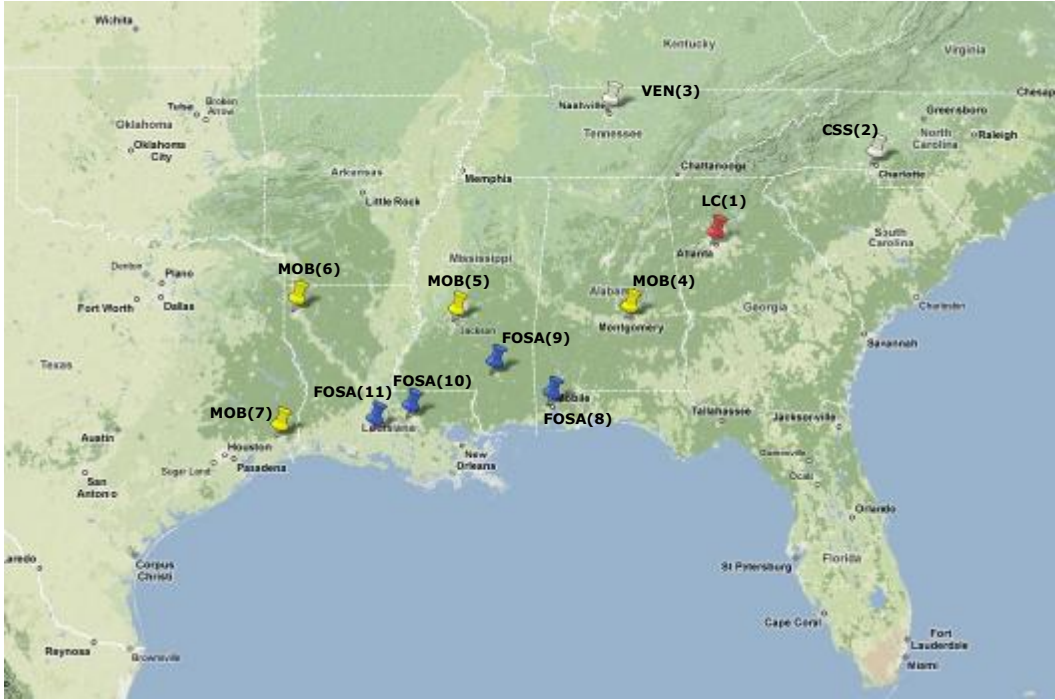 Wichita
Kentucky
Virginia
VEN(3)
Nashville
Chesap
Tulsa
Broken
Arrow
Greensboro
Oklahoma
Tennessee
CSS(2)
North
Carolina
Raleigh
Oklahoma
City
Chattanooga
Charlotte
Arkansas
Memphis
Little Rock
LC(1)
South
Carolina
Atlanta
Mississippi
Denton
Plano
MOB(6)
MOB(5)
Alabama
MOB(4)
Fort Worth
Dallas
Georgia
Charleston
Jackson
Montgomery
FOSA(9)
Savannah
Texas
FOSA(11)
FOSA(10)
Mobile
MOB(7)
FOSA(8)
Tallahassee
Jacksonville
Louisiana
Austin
Houston
New
Orleans
Sugar Land
Pasadena
Gainesville
San
Antonio
Ocala
Orlando
Florida
St Petersburg
Laredo
Corpus
Christi
Cape Coral
Fort
Lauderdale
Reynosa
Brownsville
Miami